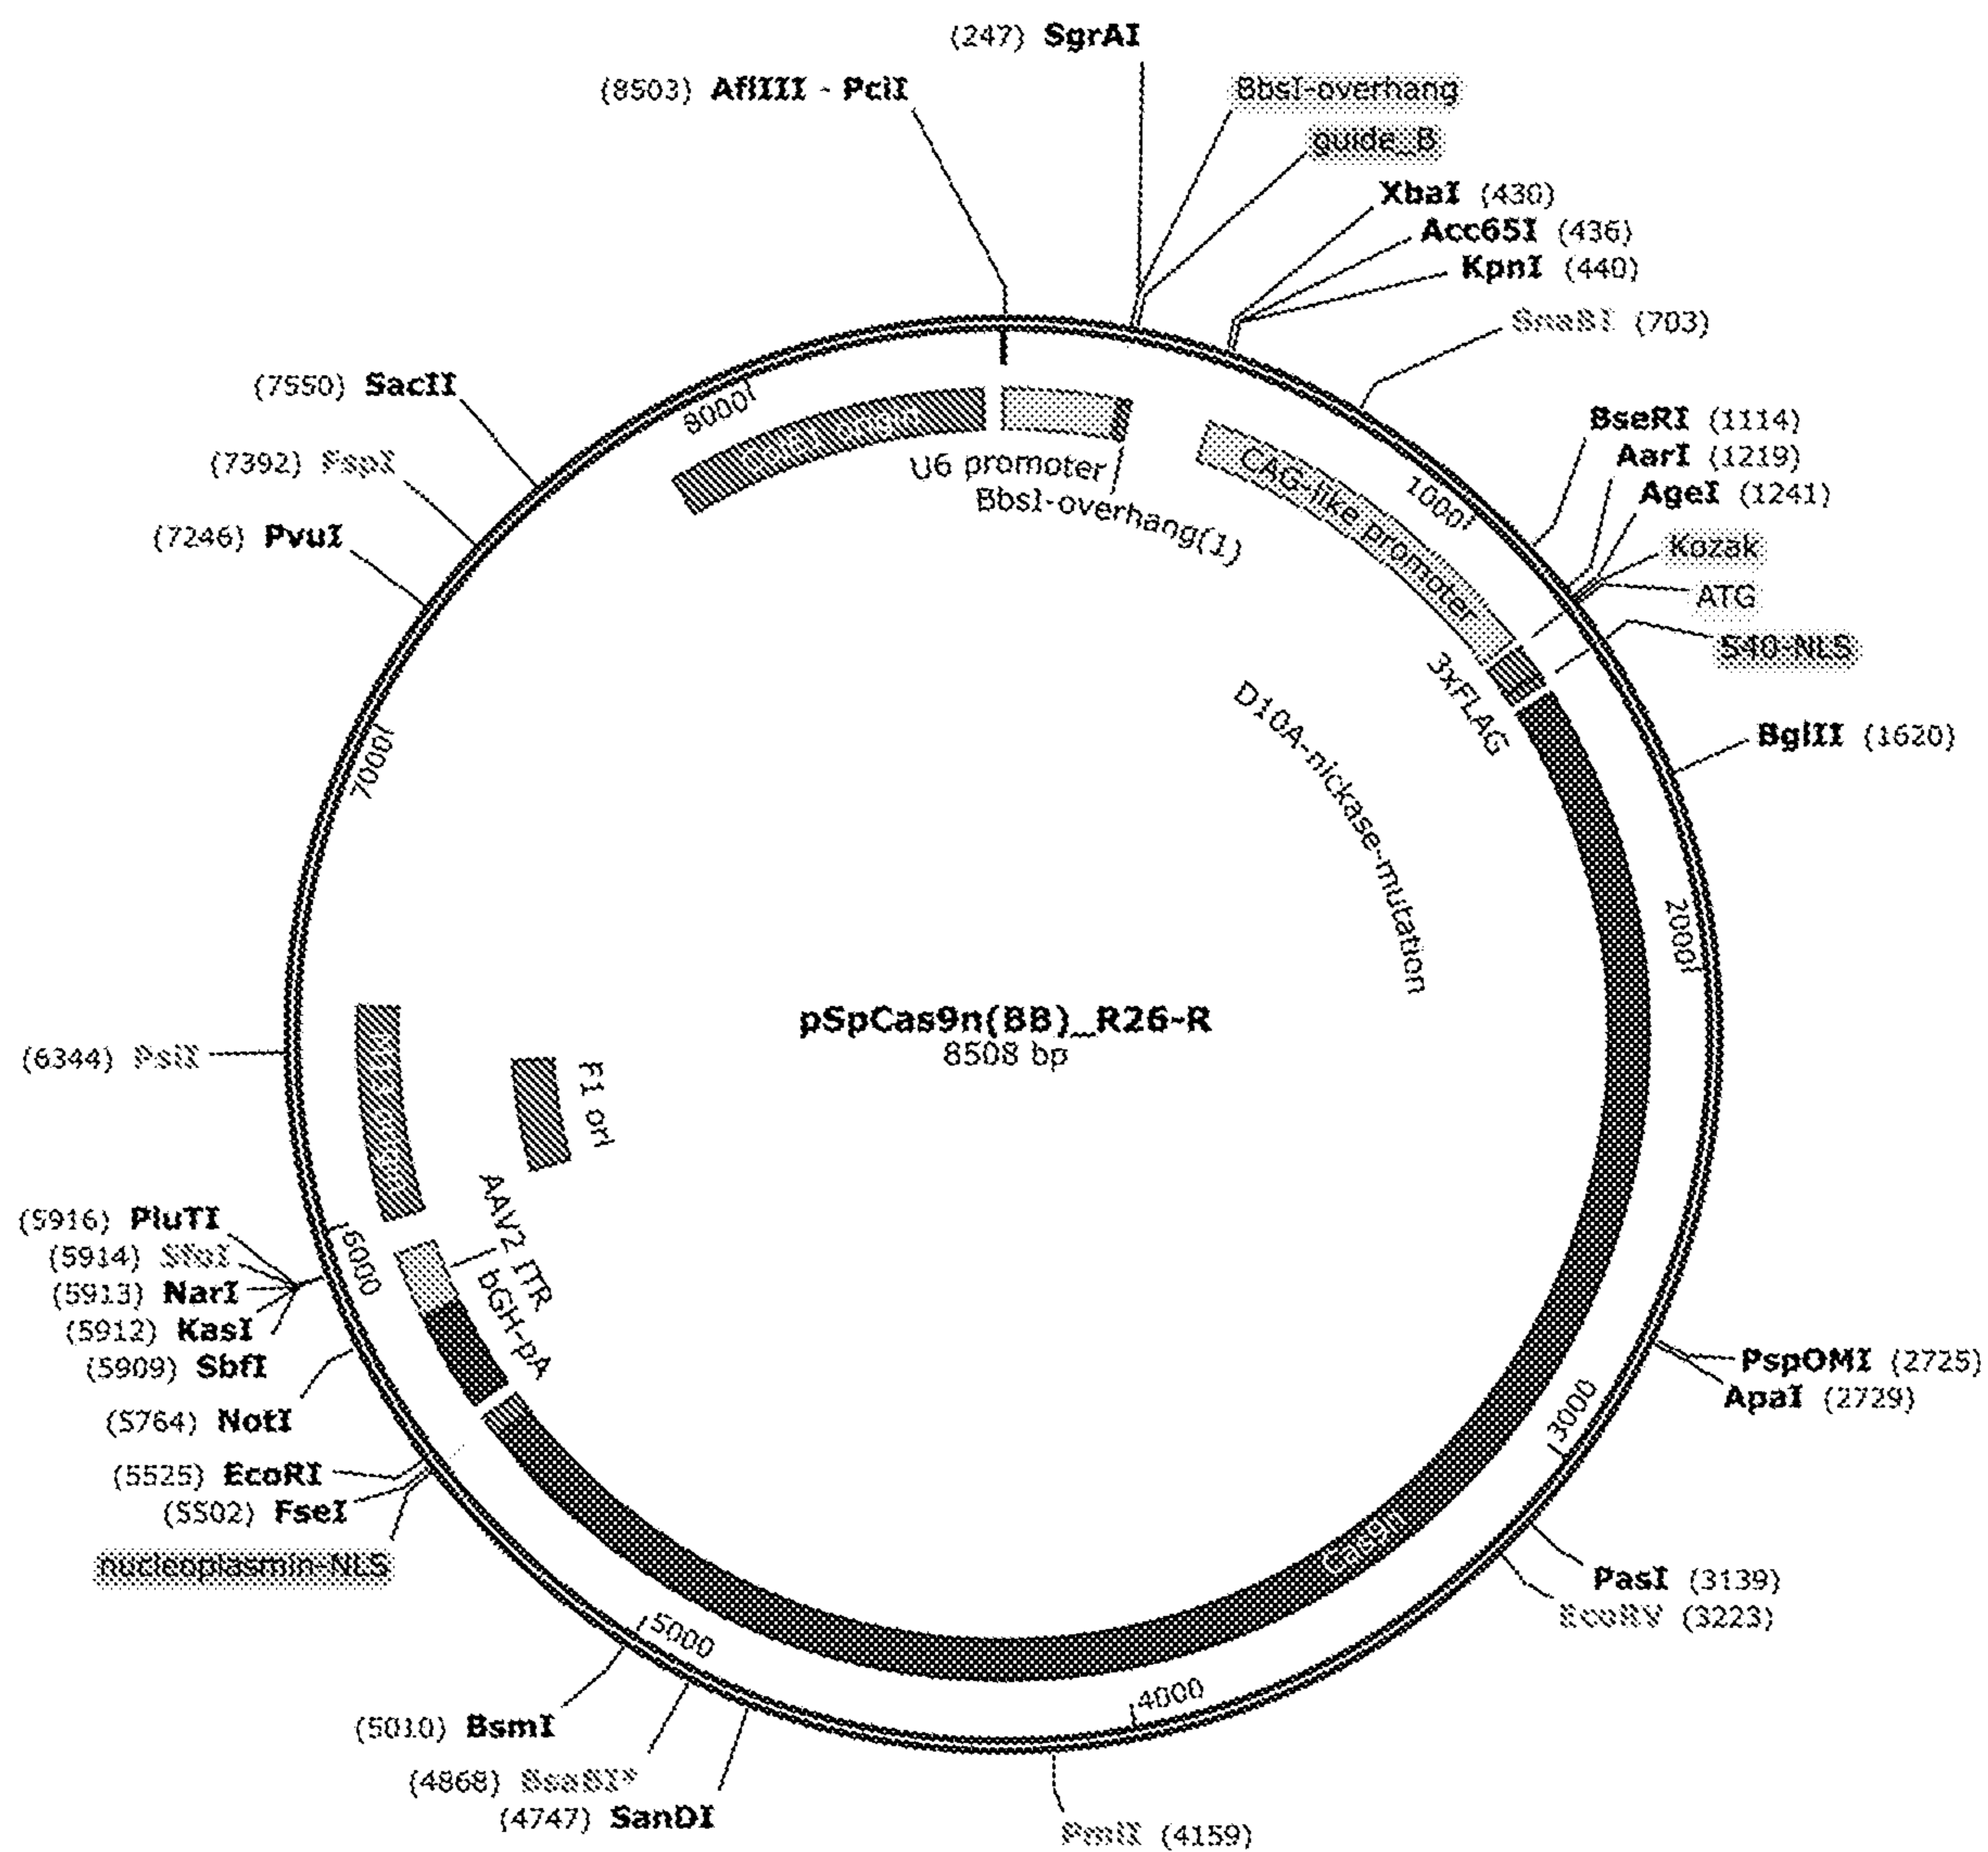 (247) SgrAI
(8503) AflIII - PciI
BbsI-overhang
guide_B
XbaI (430)
Acc65I (436)
KpnI (440)
SnaBI (703)
BseRI (1114)
AarI (1219)
AgeI (1241)
Kozak
ATG
S40-NLS
BglII (1620)
PspOMI (2725)
ApaI (2729)
PasI (3139)
EcoRV (3223)
PmlI (4159)
(4747) SanDI
(4868) BsaBI*
(5010) BsmI
nucleoplasmin-NLS
(5502) FseI
(5525) EcoRI
(5764) NotI
(5909) SbfI
(5912) KasI
(5913) NarI
(5914) SfoI
(5916) PluTI
(6344) PsiI
(7246) PvuI
(7392) FspI
(7550) SacII
8000
1000
2000
3000
4000
5000
6000
7000
U6 promoter
BbsI-overhang(1)
CAG-like promoter
3xFLAG
D10A-nickase-mutation
Cas9n
bGH-pA
AAV2 ITR
F1 ori
pSpCas9n(BB)_R26-R
8508 bp